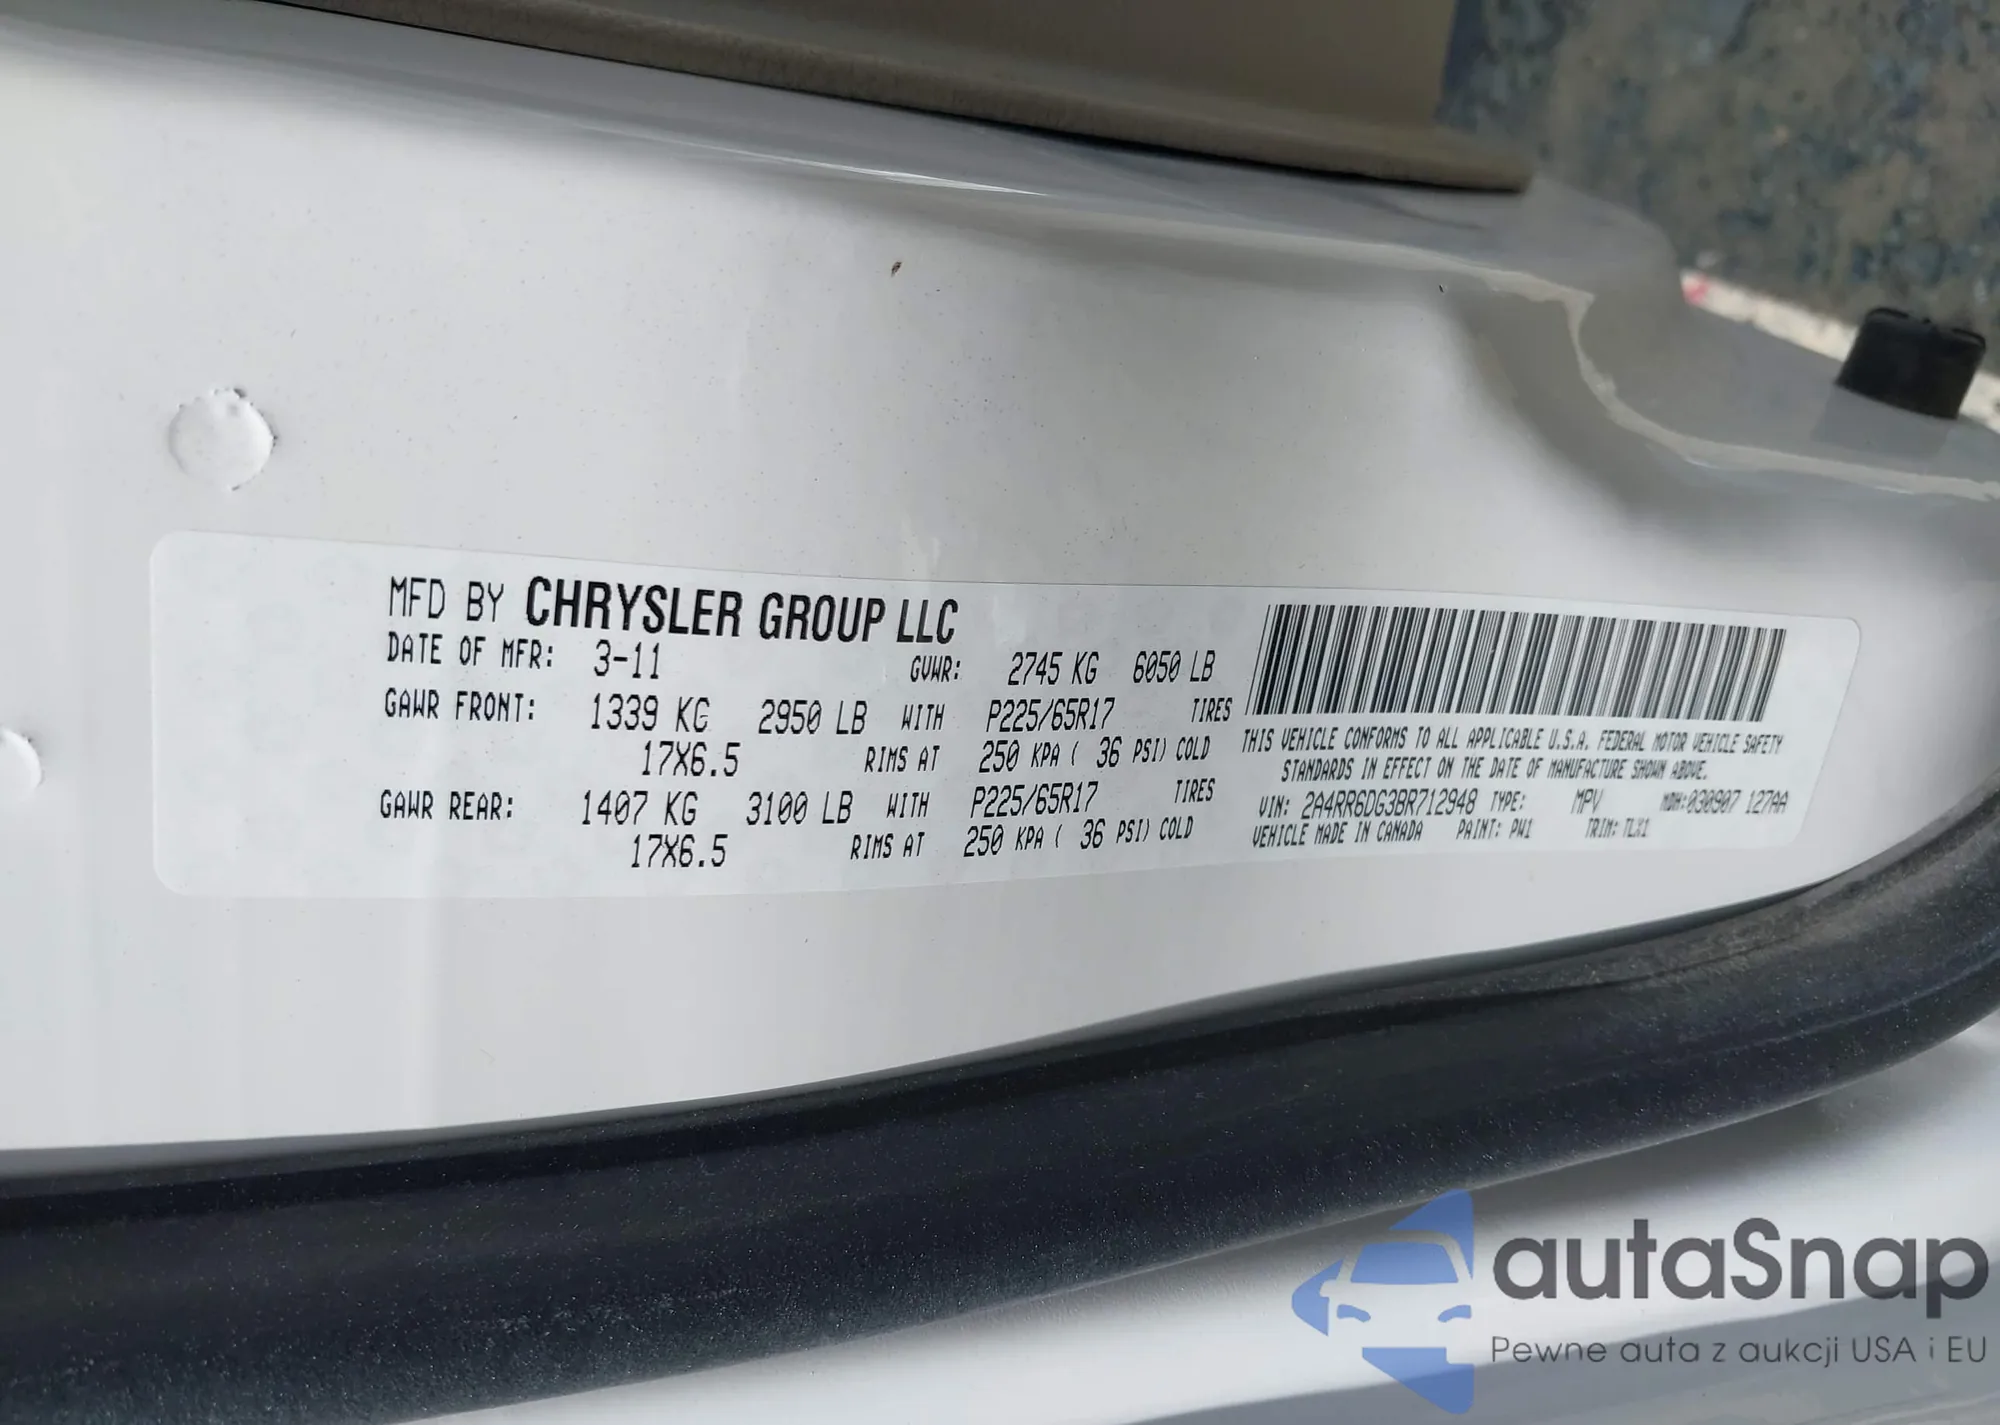 MFD BY CHRYSLER GROUP LLC
DATE OF MFR: 3-11 GVWR: 2745 KG 6050 LB
GAWR FRONT: 1339 KG 2950 LB WITH P225/65R17 TIRES
17X6.5 RIMS AT 250 KPA ( 36 PSI) COLD
GAWR REAR: 1407 KG 3100 LB WITH P225/65R17 TIRES
17X6.5 RIMS AT 250 KPA ( 36 PSI) COLD
THIS VEHICLE CONFORMS TO ALL APPLICABLE U.S.A. FEDERAL MOTOR VEHICLE SAFETY
STANDARDS IN EFFECT ON THE DATE OF MANUFACTURE SHOWN ABOVE.
VIN: 2A4RR6DG3BR712948 TYPE: MPV MDH:030907 127AA
VEHICLE MADE IN CANADA PAINT: PW1 TRIM: TLX1
autaSnap
Pewne auta z aukcji USA i EU